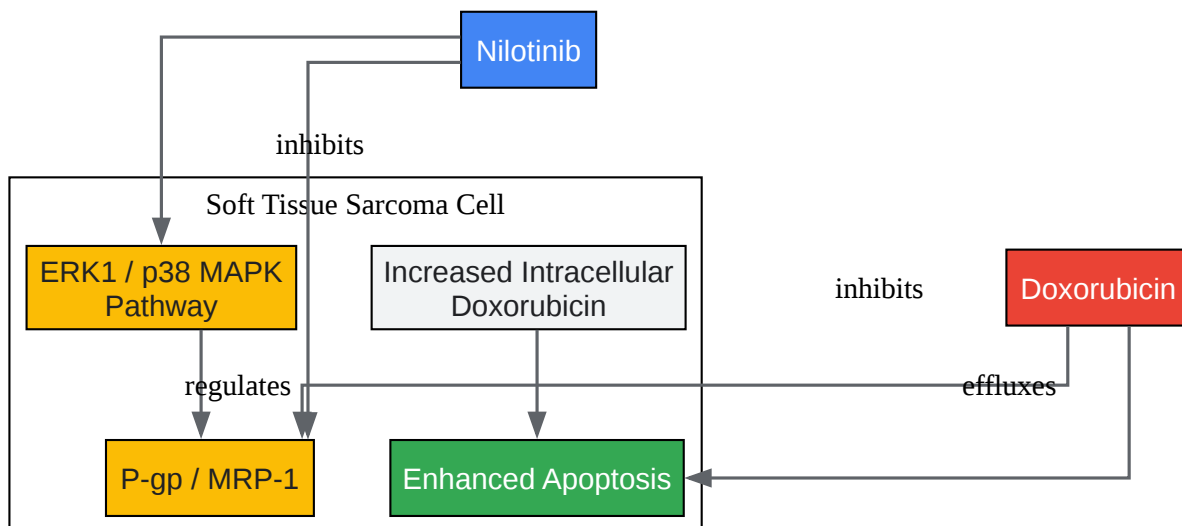 Nilotinib
inhibits
Soft Tissue Sarcoma Cell
ERK1 / p38 MAPK
Pathway
Increased Intracellular
Doxorubicin
inhibits
Doxorubicin
regulates
effluxes
P-gp / MRP-1
Enhanced Apoptosis